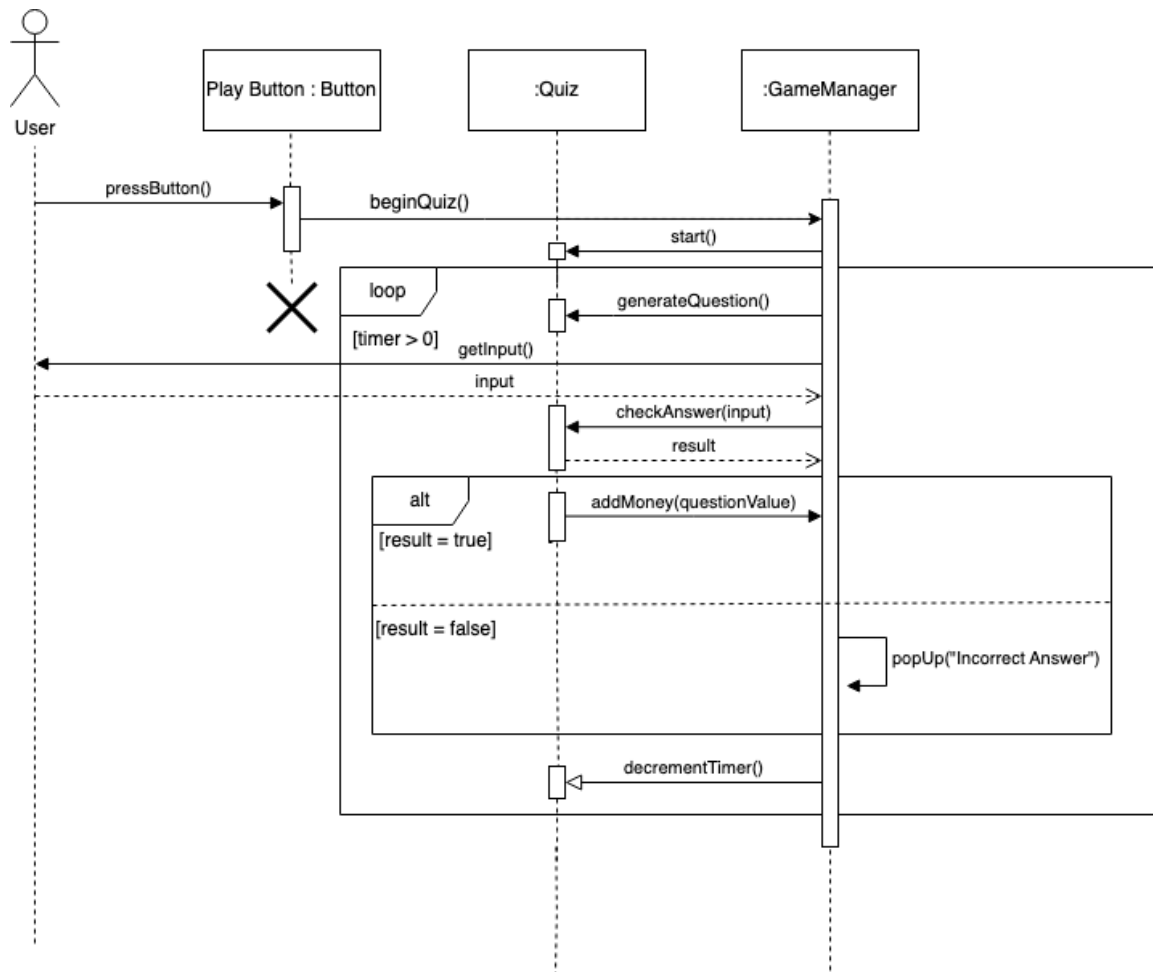 User
Play Button : Button
:Quiz
:GameManager
pressButton()
beginQuiz()
start()
loop
generateQuestion()
[timer > 0]
getInput()
input
checkAnswer(input)
result
alt
addMoney(questionValue)
[result = true]
[result = false]
popUp("Incorrect Answer")
decrementTimer()